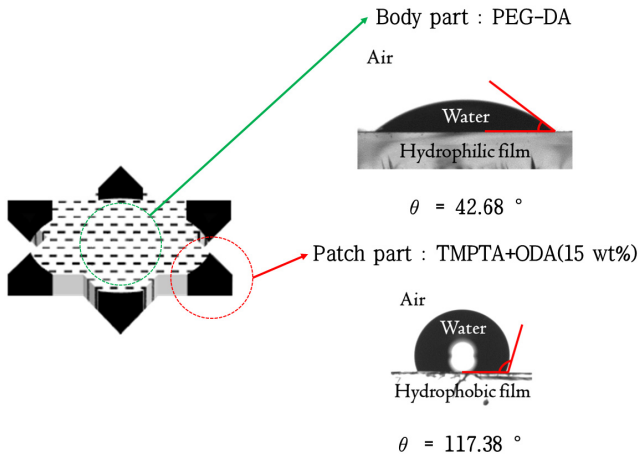 Body part : PEG-DA
Air
Water
Hydrophilic film
θ = 42.68 °
Patch part : TMPTA+ODA(15 wt%)
Air
Water
Hydrophobic film
θ = 117.38 °